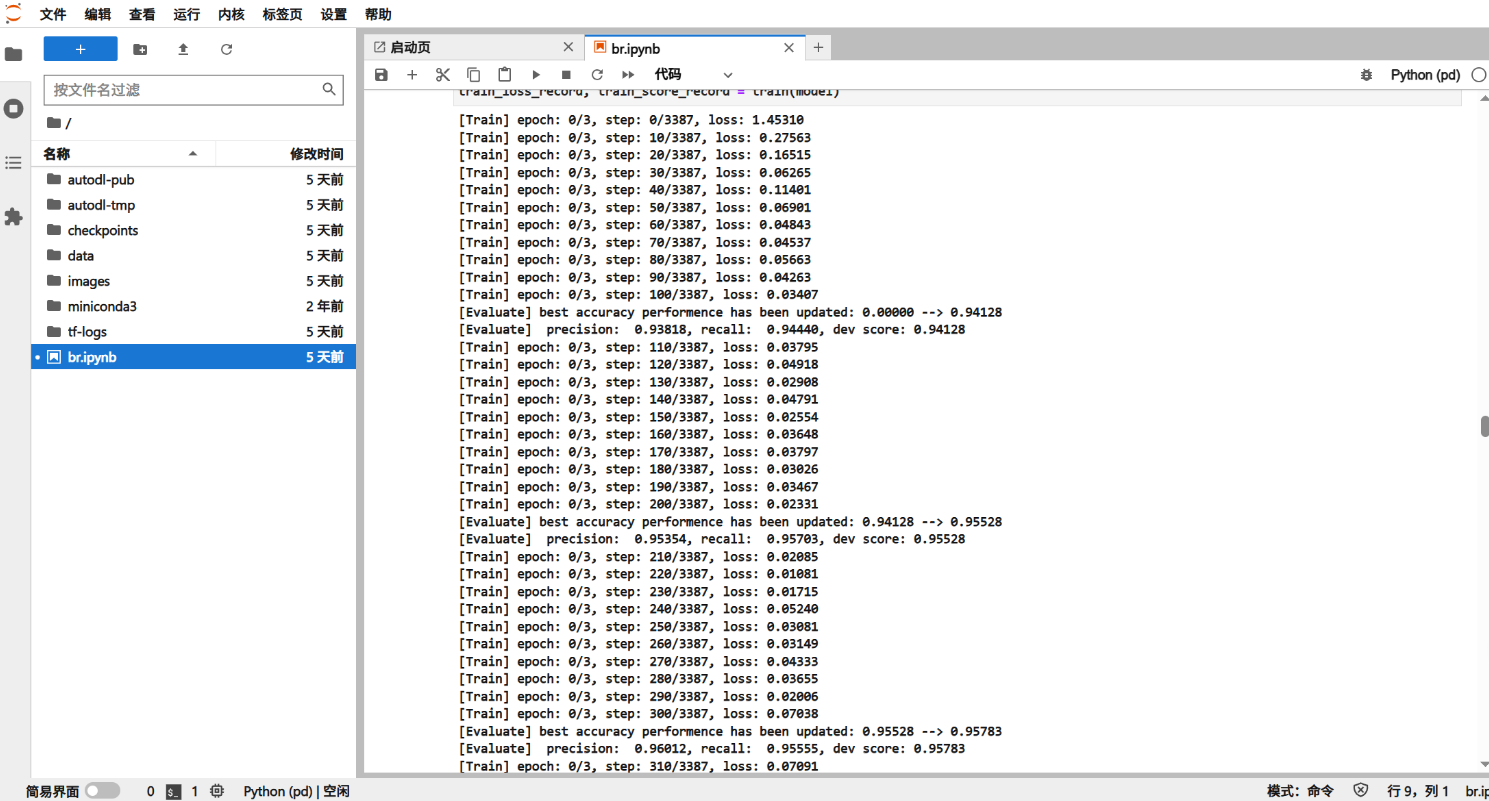 文件 编辑 查看 运行 内核 标签页 设置 帮助
+
按文件名过滤
/
名称 修改时间
autodl-pub 5 天前
autodl-tmp 5 天前
checkpoints 5 天前
data 5 天前
images 5 天前
miniconda3 2 年前
tf-logs 5 天前
br.ipynb 5 天前
启动页 br.ipynb
代码 Python (pd)
train_loss_record, train_score_record = train(model)
[Train] epoch: 0/3, step: 0/3387, loss: 1.45310
[Train] epoch: 0/3, step: 10/3387, loss: 0.27563
[Train] epoch: 0/3, step: 20/3387, loss: 0.16515
[Train] epoch: 0/3, step: 30/3387, loss: 0.06265
[Train] epoch: 0/3, step: 40/3387, loss: 0.11401
[Train] epoch: 0/3, step: 50/3387, loss: 0.06901
[Train] epoch: 0/3, step: 60/3387, loss: 0.04843
[Train] epoch: 0/3, step: 70/3387, loss: 0.04537
[Train] epoch: 0/3, step: 80/3387, loss: 0.05663
[Train] epoch: 0/3, step: 90/3387, loss: 0.04263
[Train] epoch: 0/3, step: 100/3387, loss: 0.03407
[Evaluate] best accuracy performence has been updated: 0.00000 --> 0.94128
[Evaluate]  precision:  0.93818, recall:  0.94440, dev score: 0.94128
[Train] epoch: 0/3, step: 110/3387, loss: 0.03795
[Train] epoch: 0/3, step: 120/3387, loss: 0.04918
[Train] epoch: 0/3, step: 130/3387, loss: 0.02908
[Train] epoch: 0/3, step: 140/3387, loss: 0.04791
[Train] epoch: 0/3, step: 150/3387, loss: 0.02554
[Train] epoch: 0/3, step: 160/3387, loss: 0.03648
[Train] epoch: 0/3, step: 170/3387, loss: 0.03797
[Train] epoch: 0/3, step: 180/3387, loss: 0.03026
[Train] epoch: 0/3, step: 190/3387, loss: 0.03467
[Train] epoch: 0/3, step: 200/3387, loss: 0.02331
[Evaluate] best accuracy performence has been updated: 0.94128 --> 0.95528
[Evaluate]  precision:  0.95354, recall:  0.95703, dev score: 0.95528
[Train] epoch: 0/3, step: 210/3387, loss: 0.02085
[Train] epoch: 0/3, step: 220/3387, loss: 0.01081
[Train] epoch: 0/3, step: 230/3387, loss: 0.01715
[Train] epoch: 0/3, step: 240/3387, loss: 0.05240
[Train] epoch: 0/3, step: 250/3387, loss: 0.03081
[Train] epoch: 0/3, step: 260/3387, loss: 0.03149
[Train] epoch: 0/3, step: 270/3387, loss: 0.04333
[Train] epoch: 0/3, step: 280/3387, loss: 0.03655
[Train] epoch: 0/3, step: 290/3387, loss: 0.02006
[Train] epoch: 0/3, step: 300/3387, loss: 0.07038
[Evaluate] best accuracy performence has been updated: 0.95528 --> 0.95783
[Evaluate]  precision:  0.96012, recall:  0.95555, dev score: 0.95783
[Train] epoch: 0/3, step: 310/3387, loss: 0.07091
简易界面 0 $_ 1 Python (pd) | 空闲 模式：命令 行 9，列 1 br.ip